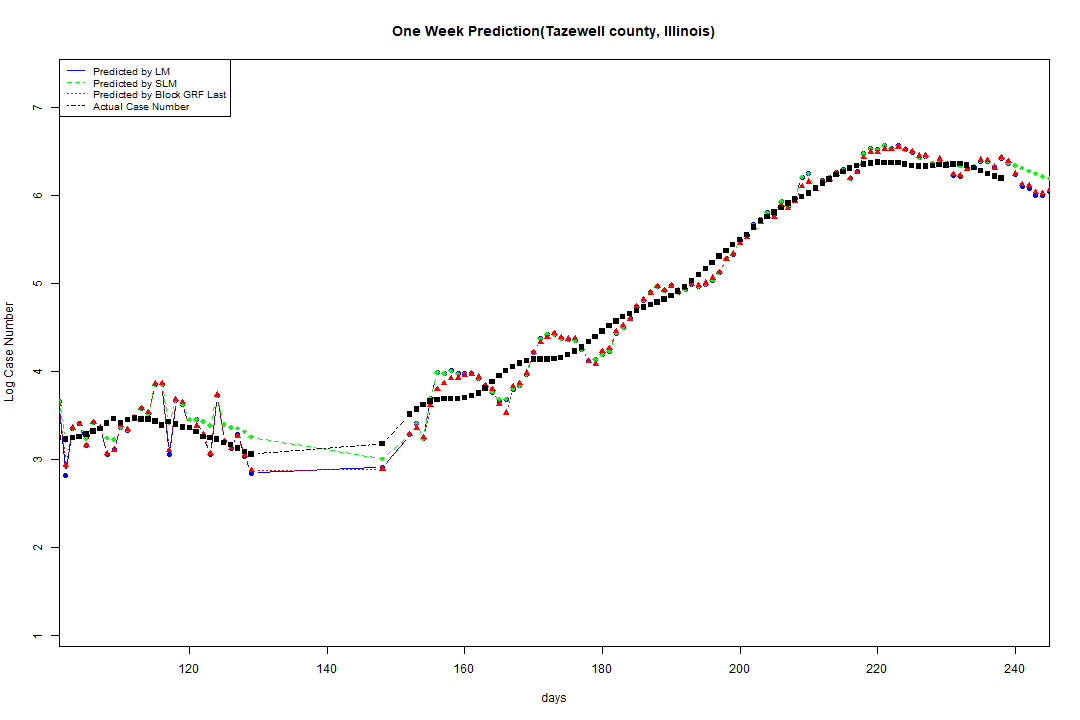 One Week Prediction(Tazewell county, Illinois)
Predicted by LM
Predicted by SLM
Predicted by Block GRF Last
Actual Case Number
Log Case Number
7
6
5
4
3
2
1
120 140 160 180 200 220 240
days